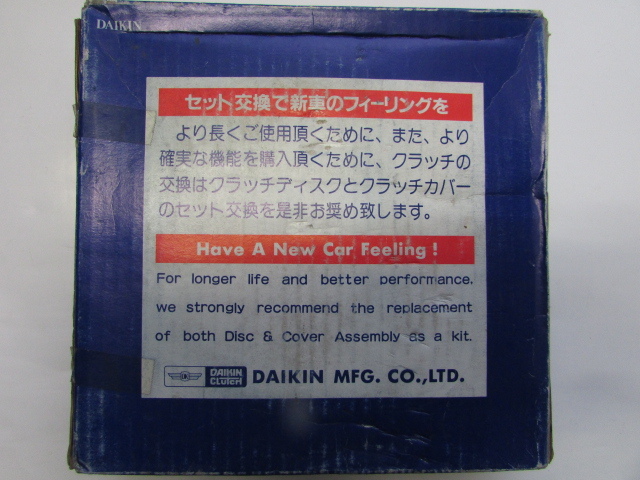 DAIKIN
セット交換で新車のフィーリングを
より長くご使用頂くために、また、より
確実な機能を購入頂くために、クラッチの
交換はクラッチディスクとクラッチカバー
のセット交換を是非お奨め致します。
Have A New Car Feeling!
For longer life and better performance,
we strongly recommend the replacement
of both Disc & Cover Assembly as a kit.
DAIKIN
CLUTCH
DAIKIN MFG. CO.,LTD.